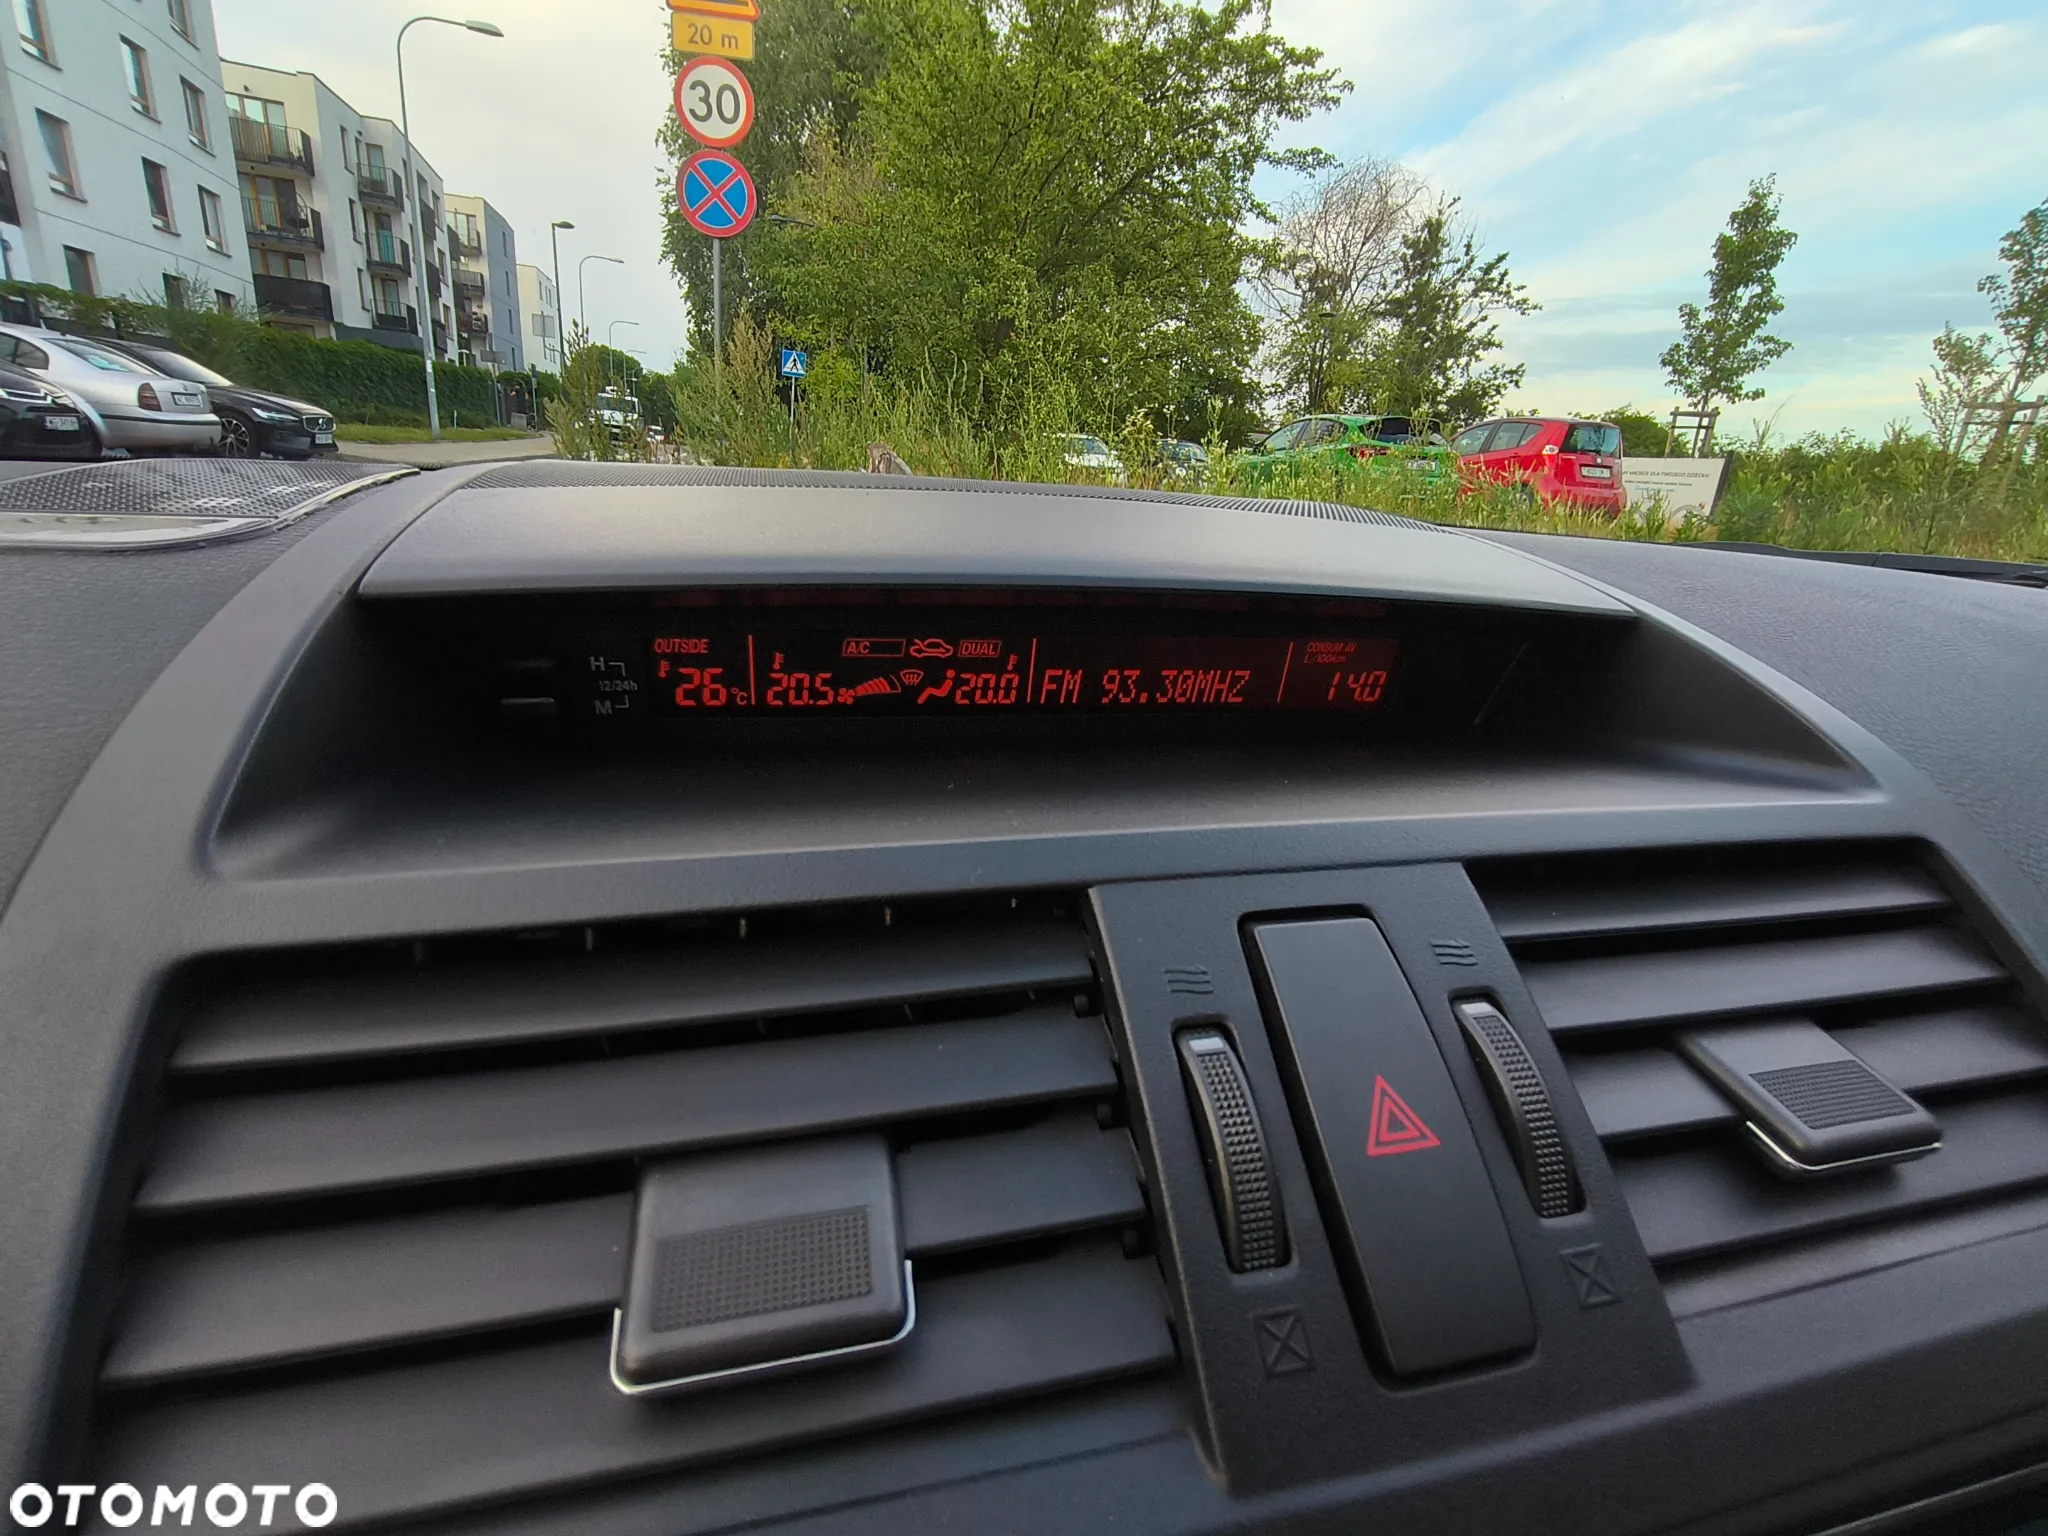 20 m
30
OUTSIDE
26 °C
20.5
A/C
DUAL
20.0
FM 93.30MHZ
CONSUM AV
L/100km
14.0
H
12/24h
M
OTOMOTO